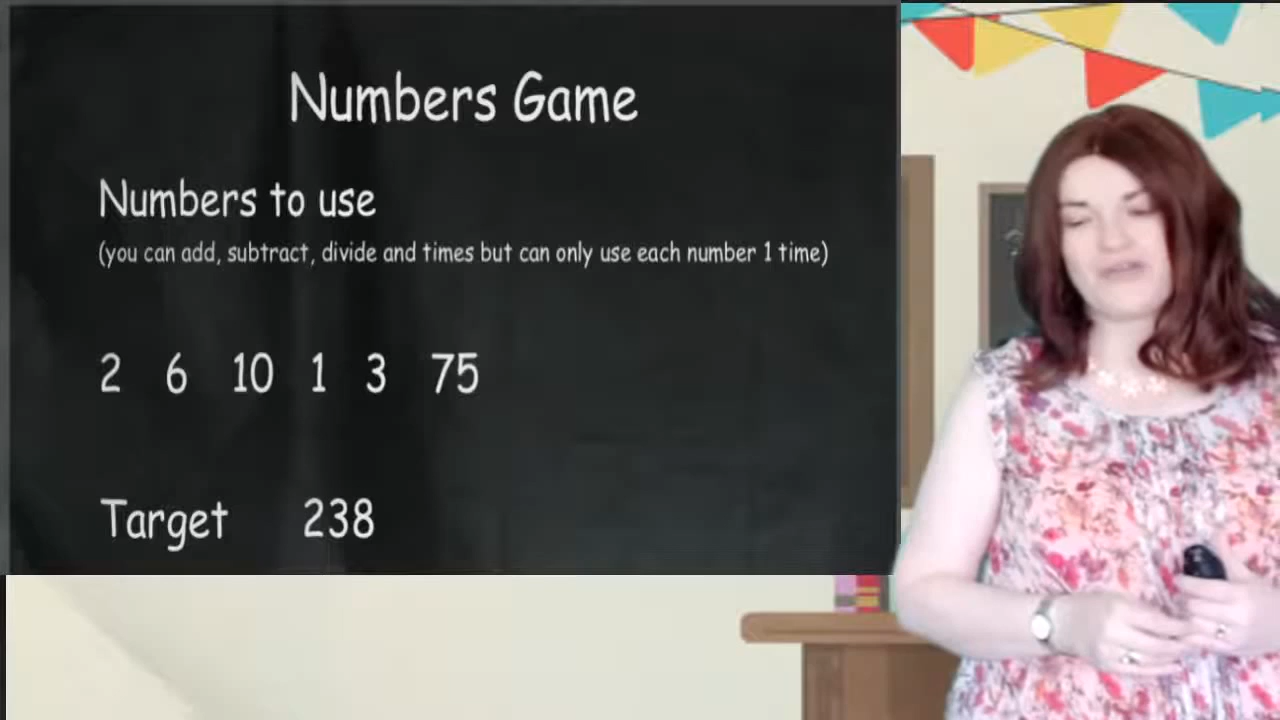 Numbers Game
Numbers to use
(you can add, subtract, divide and times but can only use each number 1 time)
2 6 10 1 3 75
Target 238